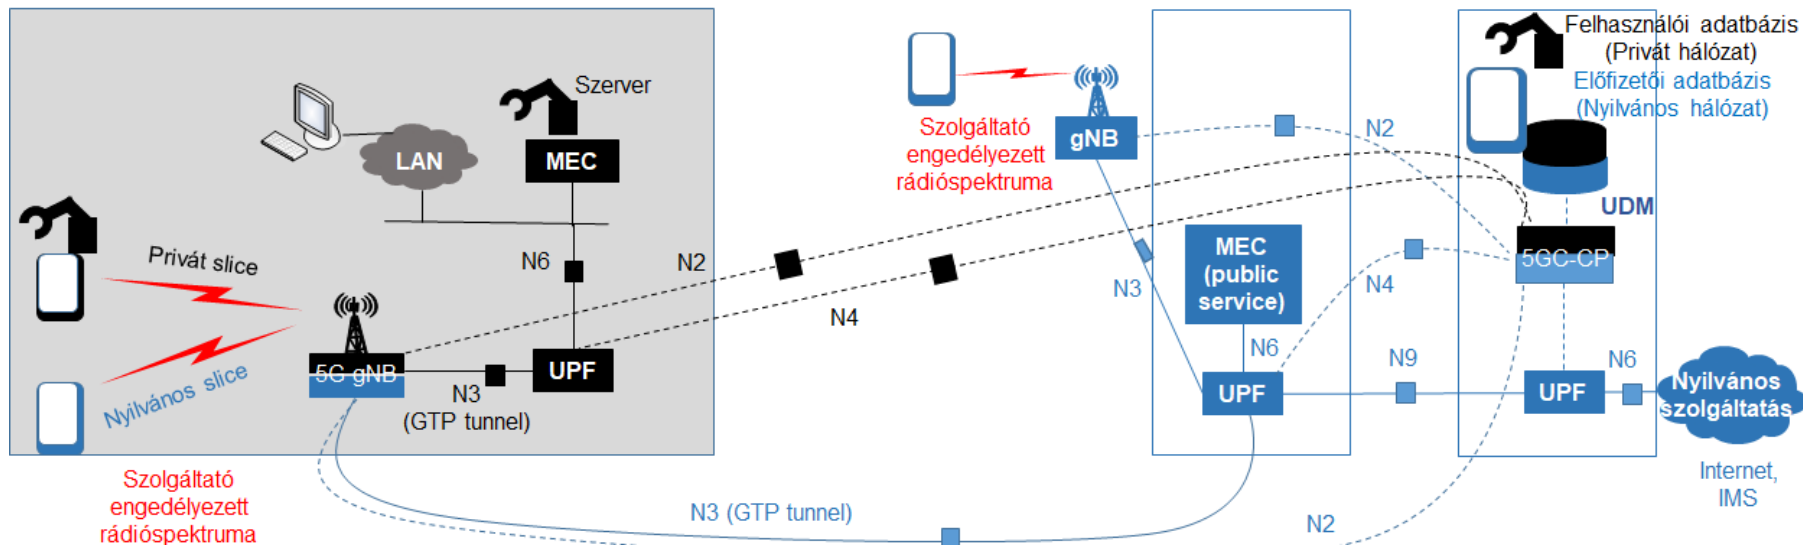 Szerver
LAN
MEC
Privát slice
Nyilvános slice
N6
N2
N4
5G gNB
UPF
N3
(GTP tunnel)
Szolgáltató
engedélyezett
rádióspektruma
N3 (GTP tunnel)
N2
Szolgáltató
engedélyezett
rádióspektruma
gNB
N2
N3
MEC
(public
service)
N6
N4
UPF
N9
Felhasználói adatbázis
(Privát hálózat)
Előfizetői adatbázis
(Nyilvános hálózat)
UDM
5GC-CP
UPF
N6
Nyilvános
szolgáltatás
Internet,
IMS